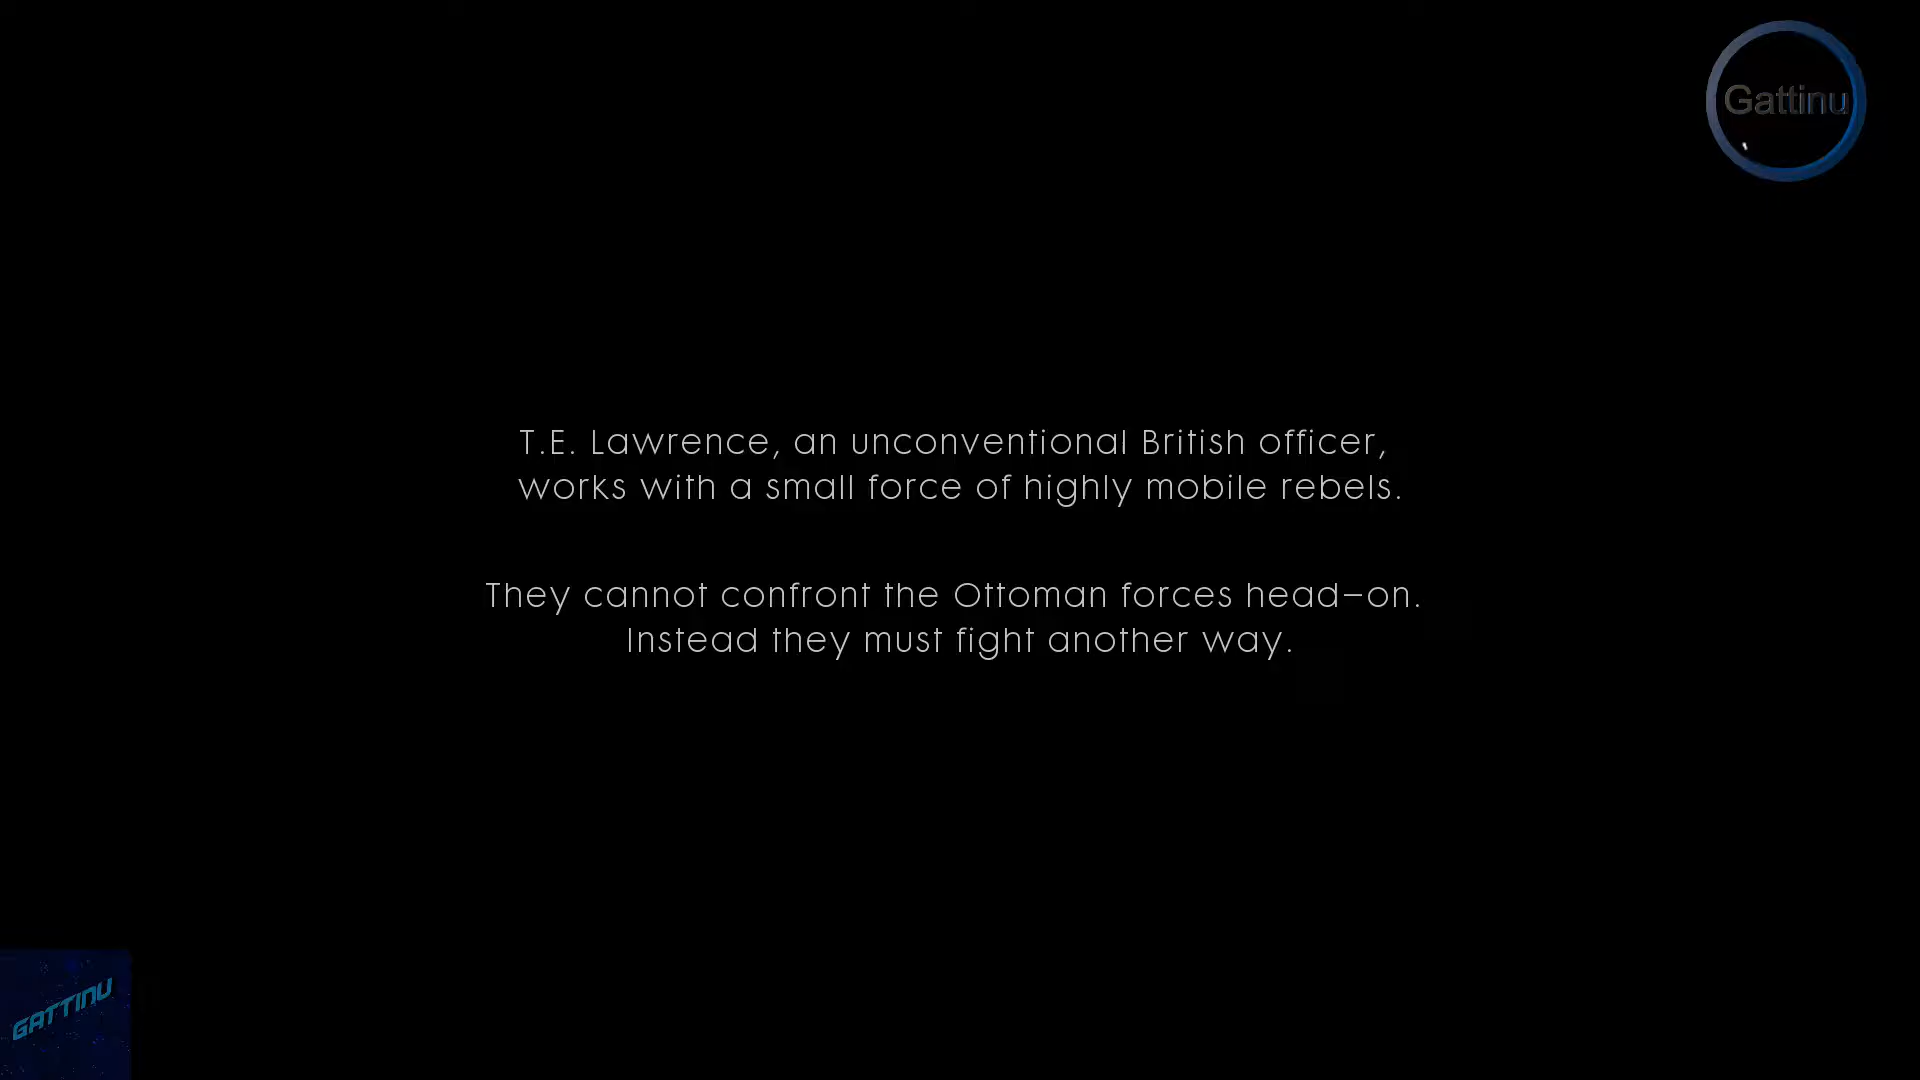 Gattinu
T.E. Lawrence, an unconventional British officer,
works with a small force of highly mobile rebels.
They cannot confront the Ottoman forces head-on.
Instead they must fight another way.
GATTINU